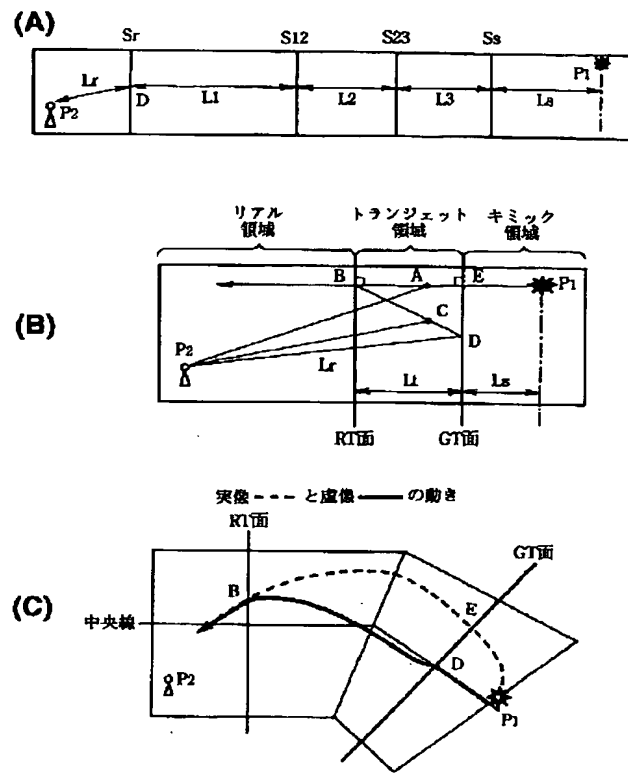 (A)
Sr S12 S23 Ss
P1
Lr
P2
D
L1 L2 L3 Ls
リアル
領域
トランジェット
領域
キミック
領域
(B)
B A E
P1
C
P2
D
Lr
Lt Ls
RT面 GT面
実像と虚像の動き
RT面
GT面
(C)
B
E
中央線
D
P2
P1